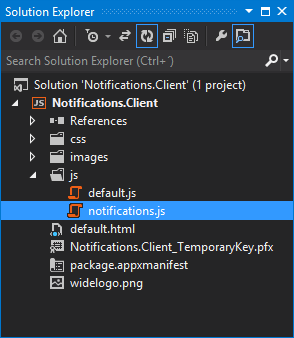 Solution Explorer
Search Solution Explorer (Ctrl+¨)
Solution 'Notifications.Client' (1 project)
JS Notifications.Client
References
css
images
js
default.js
notifications.js
default.html
Notifications.Client_TemporaryKey.pfx
package.appxmanifest
widelogo.png